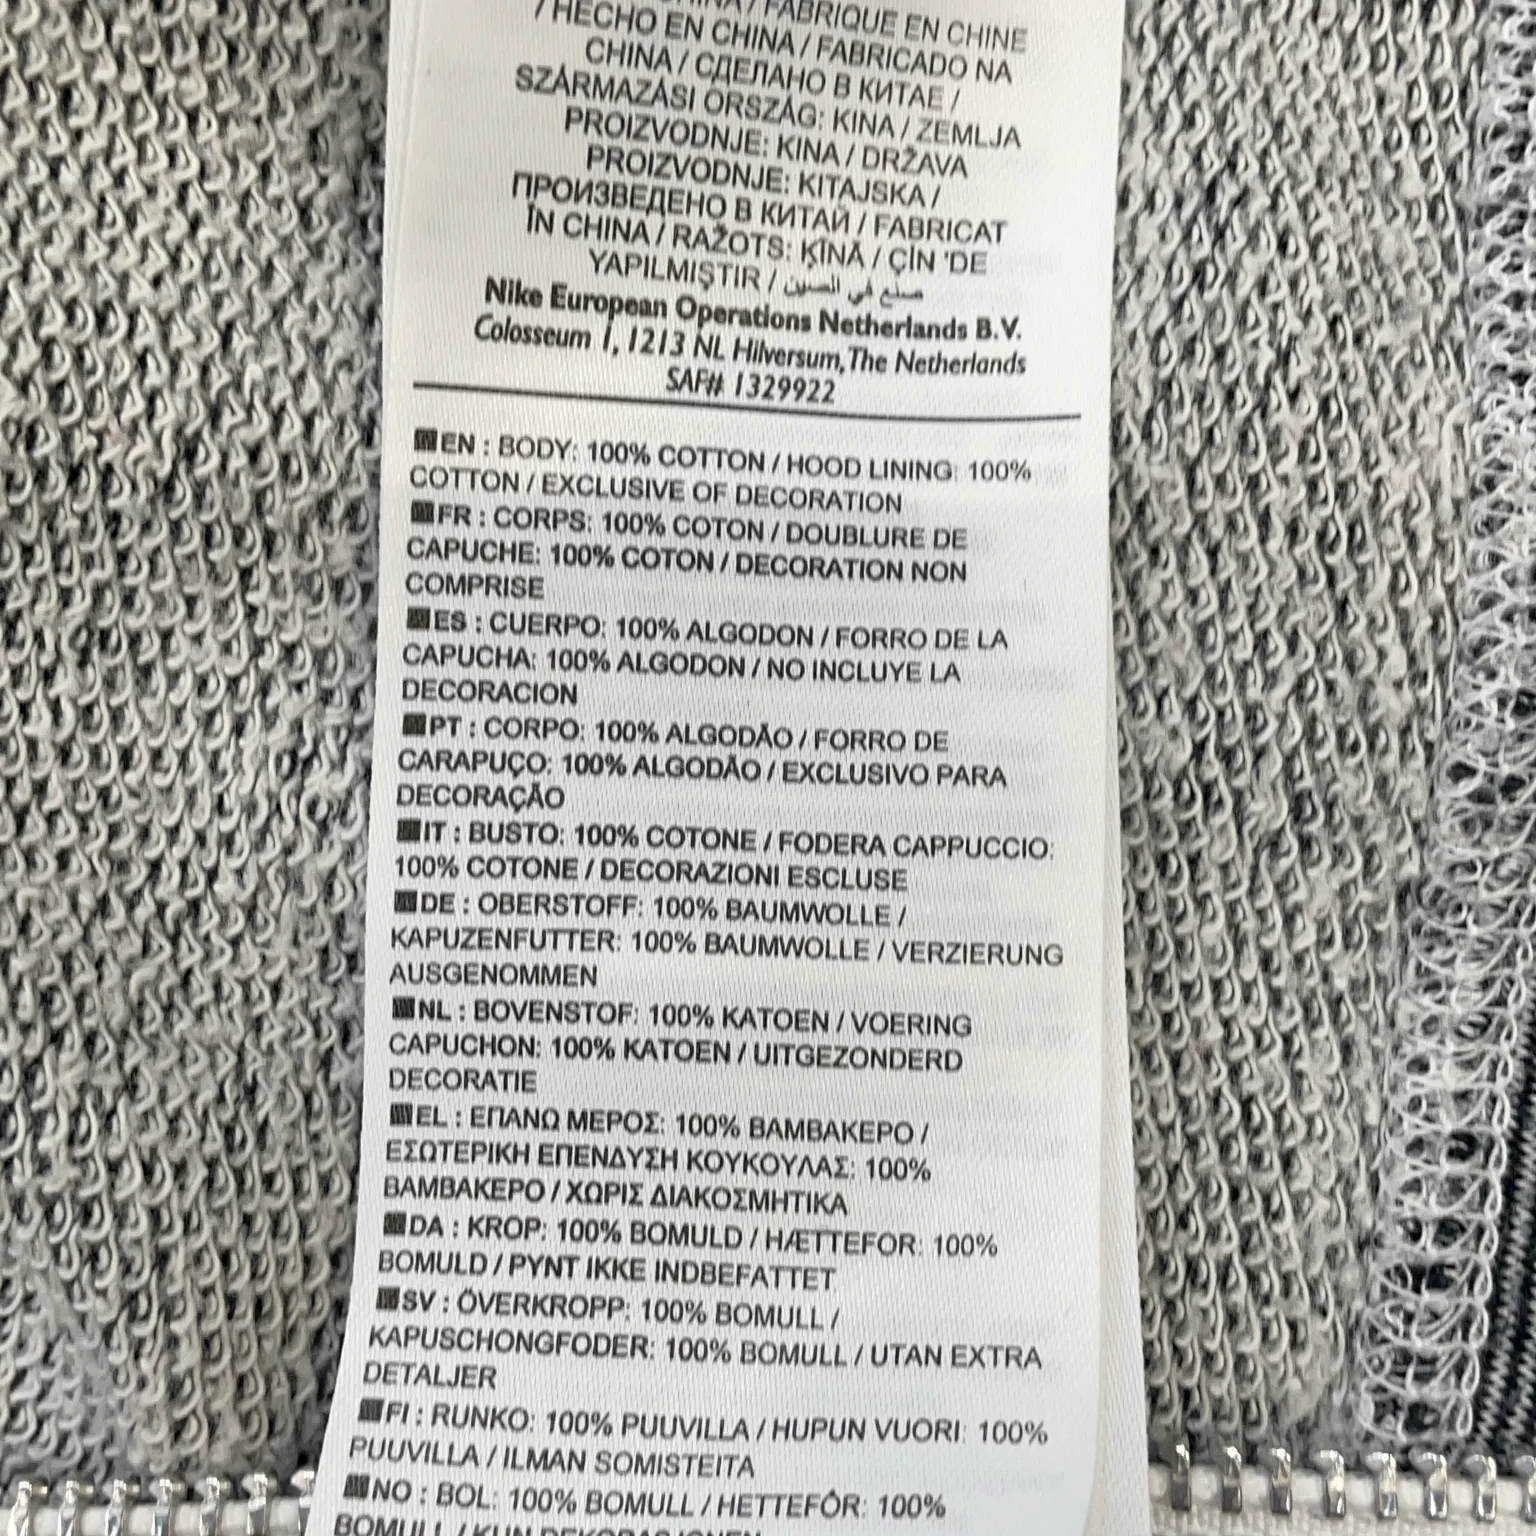 / FABRIQUE EN CHINE
/ HECHO EN CHINA / FABRICADO NA
CHINA / СДЕЛАНО В КИТАЕ /
SZÁRMAZÁSI ORSZÁG: KINA / ZEMLJA
PROIZVODNJE: KINA / DRŽAVA
PROIZVODNJE: KITAJSKA /
ПРОИЗВЕДЕНО В КИТАЙ / FABRICAT
ÎN CHINA / RAŽOTS: ĶĪNĀ / ÇİN 'DE
YAPILMIŞTIR / صنع في الصين
Nike European Operations Netherlands B.V.
Colosseum 1, 1213 NL Hilversum, The Netherlands
SAF# 1329922
EN : BODY: 100% COTTON / HOOD LINING: 100%
COTTON / EXCLUSIVE OF DECORATION
FR : CORPS: 100% COTON / DOUBLURE DE
CAPUCHE: 100% COTON / DECORATION NON
COMPRISE
ES : CUERPO: 100% ALGODON / FORRO DE LA
CAPUCHA: 100% ALGODON / NO INCLUYE LA
DECORACION
PT : CORPO: 100% ALGODÃO / FORRO DE
CARAPUÇO: 100% ALGODÃO / EXCLUSIVO PARA
DECORAÇÃO
IT : BUSTO: 100% COTONE / FODERA CAPPUCCIO:
100% COTONE / DECORAZIONI ESCLUSE
DE : OBERSTOFF: 100% BAUMWOLLE /
KAPUZENFUTTER: 100% BAUMWOLLE / VERZIERUNG
AUSGENOMMEN
NL : BOVENSTOF: 100% KATOEN / VOERING
CAPUCHON: 100% KATOEN / UITGEZONDERD
DECORATIE
EL : ΕΠΑΝΩ ΜΕΡΟΣ: 100% ΒΑΜΒΑΚΕΡΟ /
ΕΣΩΤΕΡΙΚΗ ΕΠΕΝΔΥΣΗ ΚΟΥΚΟΥΛΑΣ: 100%
ΒΑΜΒΑΚΕΡΟ / ΧΩΡΙΣ ΔΙΑΚΟΣΜΗΤΙΚΑ
DA : KROP: 100% BOMULD / HÆTTEFOR: 100%
BOMULD / PYNT IKKE INDBEFATTET
SV : ÖVERKROPP: 100% BOMULL /
KAPUSCHONGFODER: 100% BOMULL / UTAN EXTRA
DETALJER
FI : RUNKO: 100% PUUVILLA / HUPUN VUORI: 100%
PUUVILLA / ILMAN SOMISTEITA
NO : BOL: 100% BOMULL / HETTEFÔR: 100%
BOMULL / KUN DEKORASJONEN